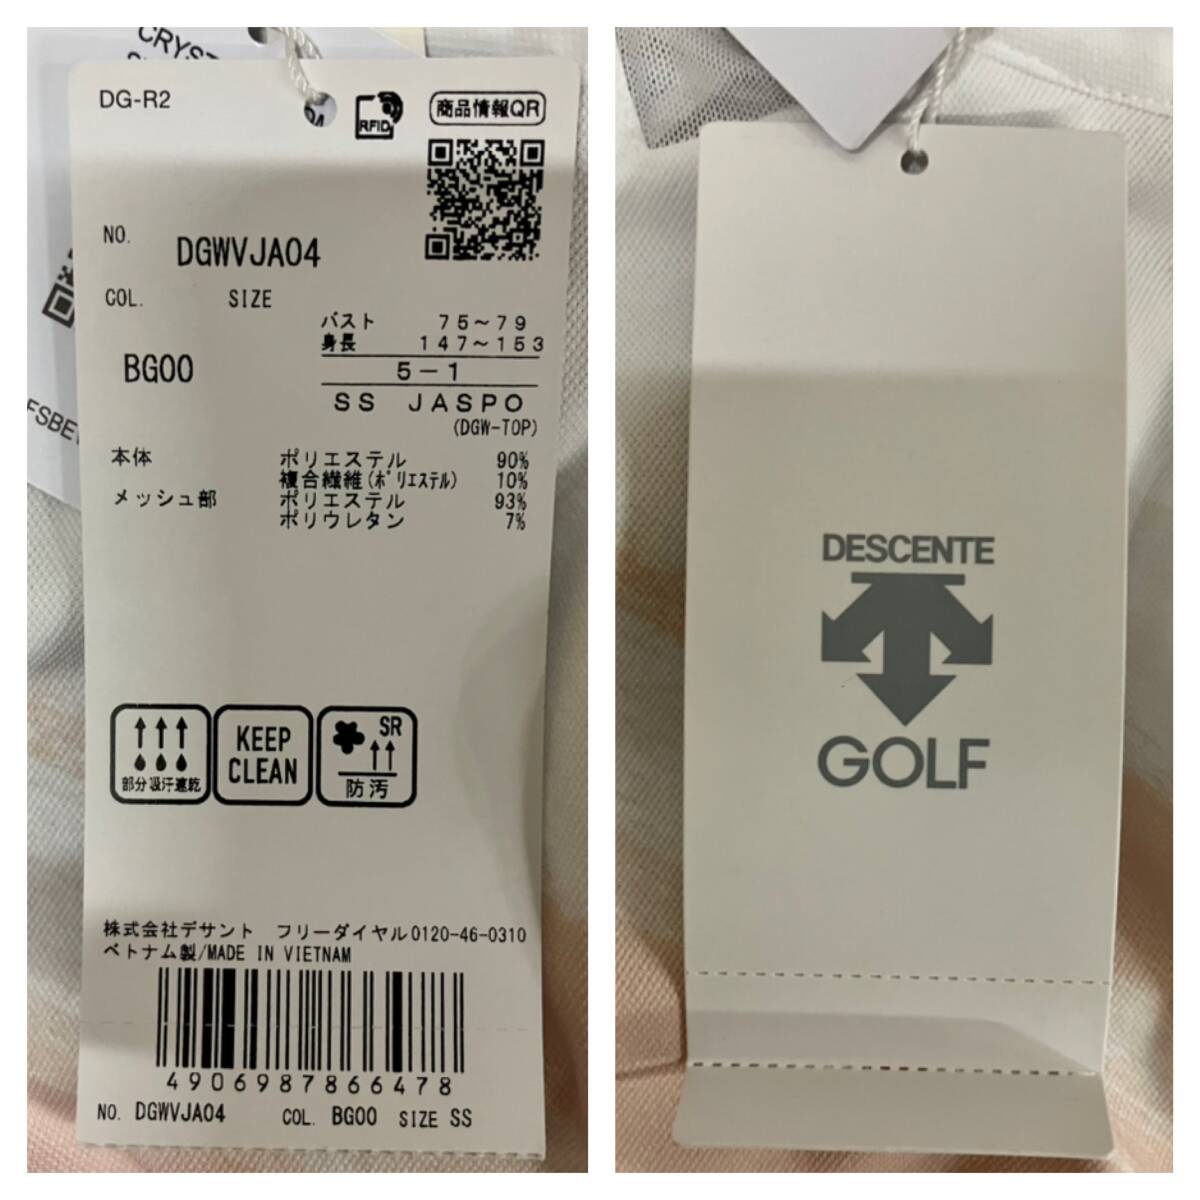 CRYST
DG-R2
RFID
商品情報QR
NO. DGWVJA04
COL. SIZE
バスト 75～79
身長 147～153
BG00
5－1
SS JASPO
(DGW-TOP)
FSBE
本体 ポリエステル 90%
複合繊維(ポリエステル) 10%
メッシュ部 ポリエステル 93%
ポリウレタン 7%
部分吸汗速乾
KEEP
CLEAN
SR
防汚
株式会社デサント フリーダイヤル0120-46-0310
ベトナム製/MADE IN VIETNAM
4906987866478
NO. DGWVJA04 COL. BG00 SIZE SS
DESCENTE
GOLF